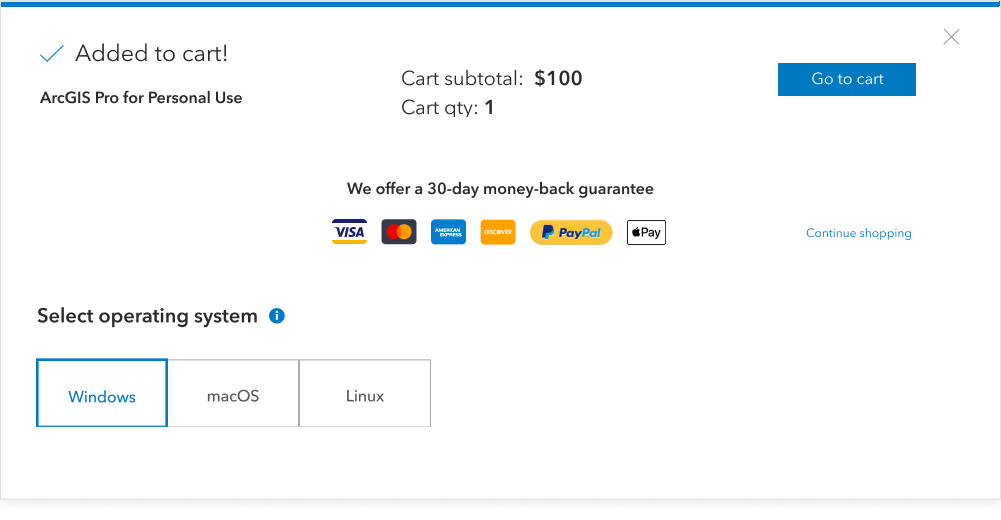 Added to cart!
ArcGIS Pro for Personal Use
Cart subtotal: $100
Cart qty: 1
Go to cart
We offer a 30-day money-back guarantee
VISA
AMERICAN EXPRESS
DISCOVER
PayPal
Pay
Continue shopping
Select operating system i
Windows
macOS
Linux